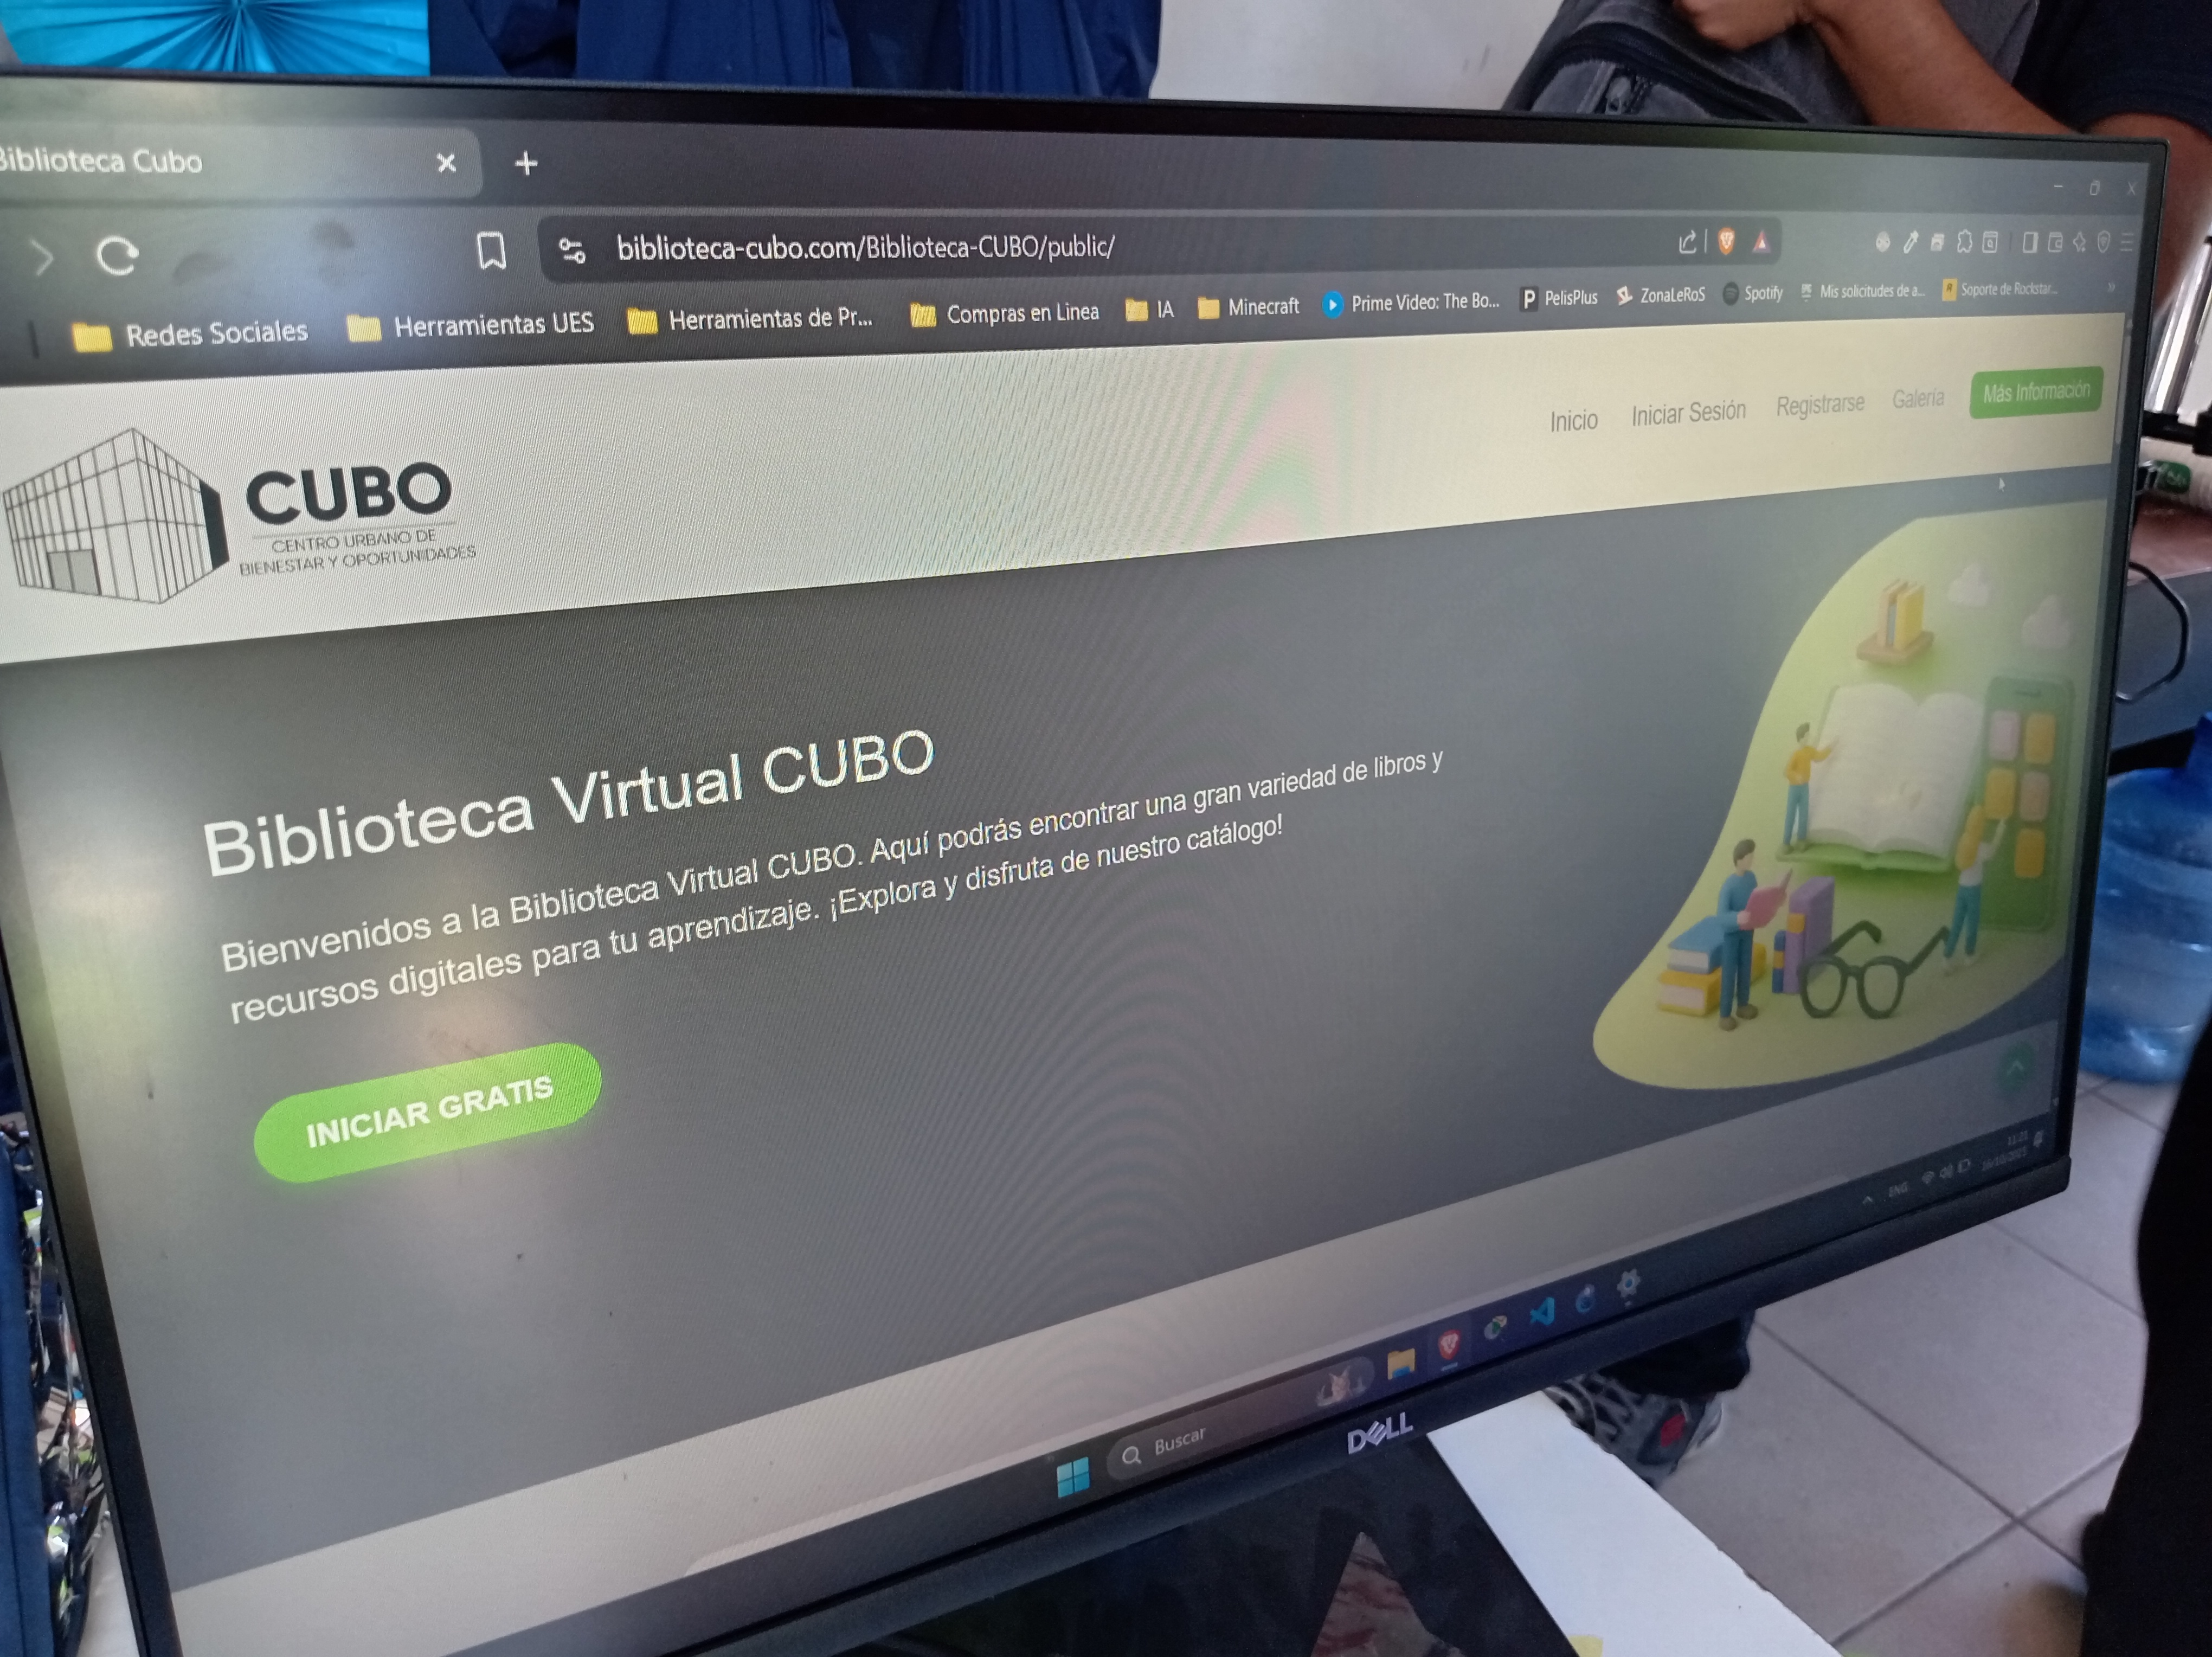 Biblioteca Cubo
biblioteca-cubo.com/Biblioteca-CUBO/public/
Redes Sociales
Herramientas UES
Herramientas de Pr...
Compras en Linea
IA
Minecraft
Prime Video: The Bo...
PelisPlus
ZonaLeRoS
Spotify
Mis solicitudes de a...
Soporte de Rockstar...
CUBO
CENTRO URBANO DE
BIENESTAR Y OPORTUNIDADES
Inicio
Iniciar Sesión
Registrarse
Galería
Más Información
Biblioteca Virtual CUBO
Bienvenidos a la Biblioteca Virtual CUBO. Aquí podrás encontrar una gran variedad de libros y
recursos digitales para tu aprendizaje. ¡Explora y disfruta de nuestro catálogo!
INICIAR GRATIS
Buscar
ENG
DELL